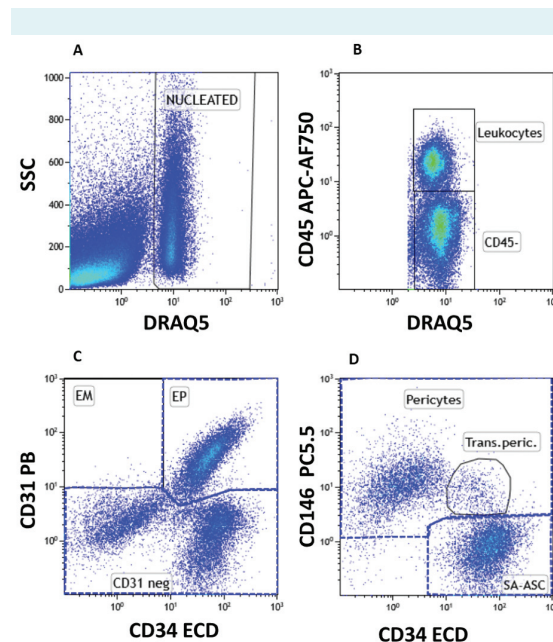 A
B
1000
800
600
400
200
0
SSC
NUCLEATED
10⁰
10¹
10²
10³
DRAQ5
10³
10²
10¹
10⁰
CD45 APC-AF750
Leukocytes
CD45-
10⁰
10¹
10²
DRAQ5
C
D
10³
10²
10¹
10⁰
CD31 PB
EM
EP
CD31 neg
10⁰
10¹
10²
10³
CD34 ECD
10³
10²
10¹
10⁰
CD146 PC5.5
Pericytes
Trans.peric.
SA-ASC
10⁰
10¹
10²
10³
CD34 ECD